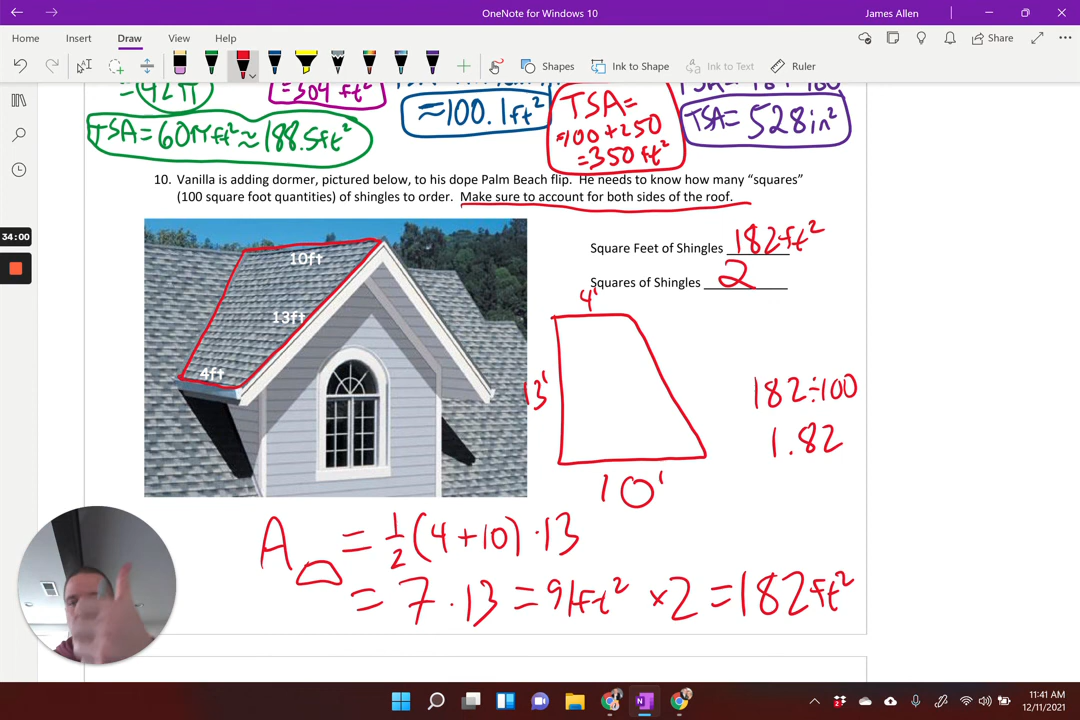 OneNote for Windows 10
James Allen
Home Insert Draw View Help
Share
Shapes Ink to Shape Ink to Text Ruler
=304 ft²
TSA=60π ft²≈188.5ft²
≈100.1ft²
TSA=
=100+250
=350 ft²
TSA= 528in²
10. Vanilla is adding dormer, pictured below, to his dope Palm Beach flip. He needs to know how many “squares”
(100 square foot quantities) of shingles to order. Make sure to account for both sides of the roof.
34:00
10ft
13ft
4ft
Square Feet of Shingles 182ft²
Squares of Shingles 2
4'
13'
10'
182÷100
1.82
A = 1/2 (4+10)·13
= 7·13 = 91ft² ×2 = 182ft²
11:41 AM
12/11/2021